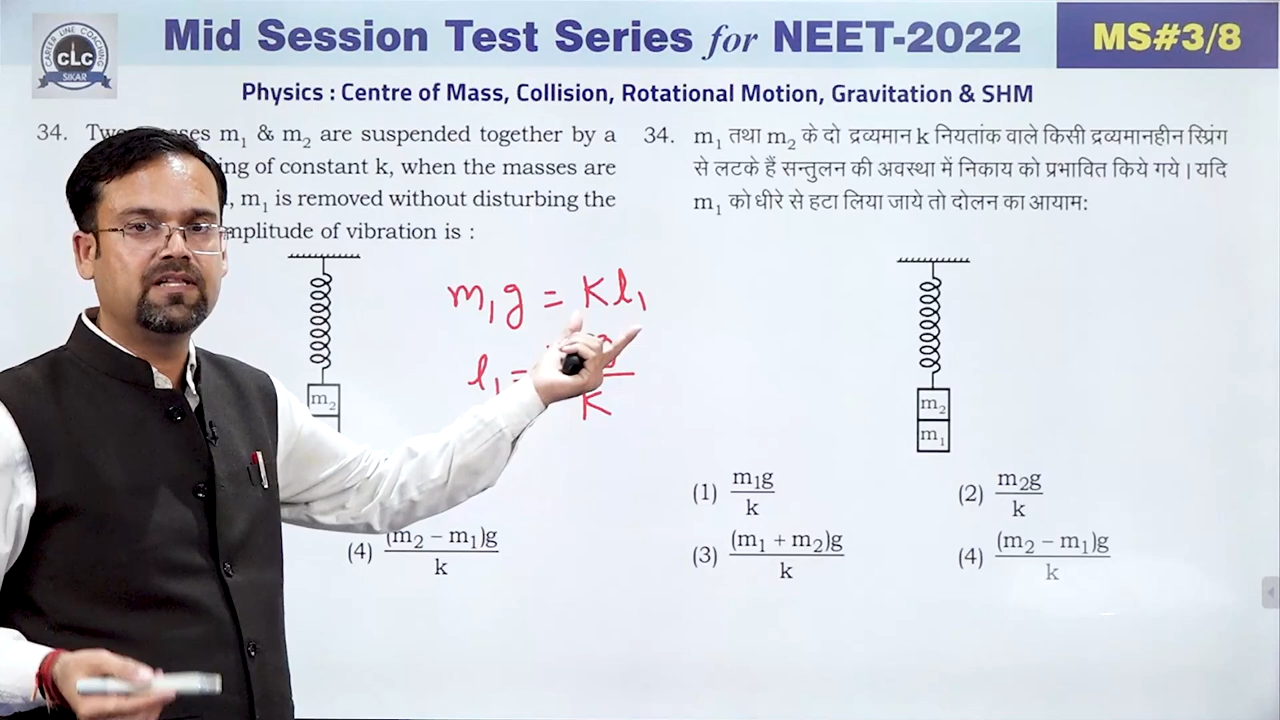 CAREER LINE COACHING
CLC
SIKAR
Mid Session Test Series for NEET-2022
MS#3/8
Physics : Centre of Mass, Collision, Rotational Motion, Gravitation & SHM
34. m₁ & m₂ are suspended together by a
of constant k, when the masses are
m₁ is removed without disturbing the
of vibration is :
m₂
(4) (m₂ – m₁)g
k
m₁g = Kl₁
l₁ =
K
34. m₁ तथा m₂ के दो द्रव्यमान k नियतांक वाले किसी द्रव्यमानहीन स्प्रिंग
से लटके हैं सन्तुलन की अवस्था में निकाय को प्रभावित किये गये। यदि
m₁ को धीरे से हटा लिया जाये तो दोलन का आयाम:
m₂
m₁
(1) m₁g
k
(2) m₂g
k
(3) (m₁ + m₂)g
k
(4) (m₂ – m₁)g
k